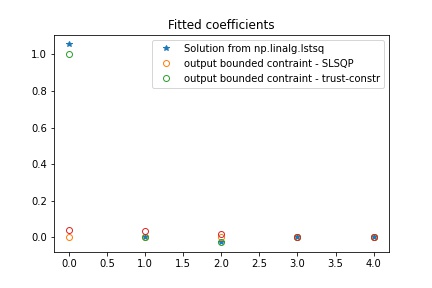 Fitted coefficients
Solution from np.linalg.lstsq
output bounded contraint - SLSQP
output bounded contraint - trust-constr
1.0
0.8
0.6
0.4
0.2
0.0
0.0 0.5 1.0 1.5 2.0 2.5 3.0 3.5 4.0